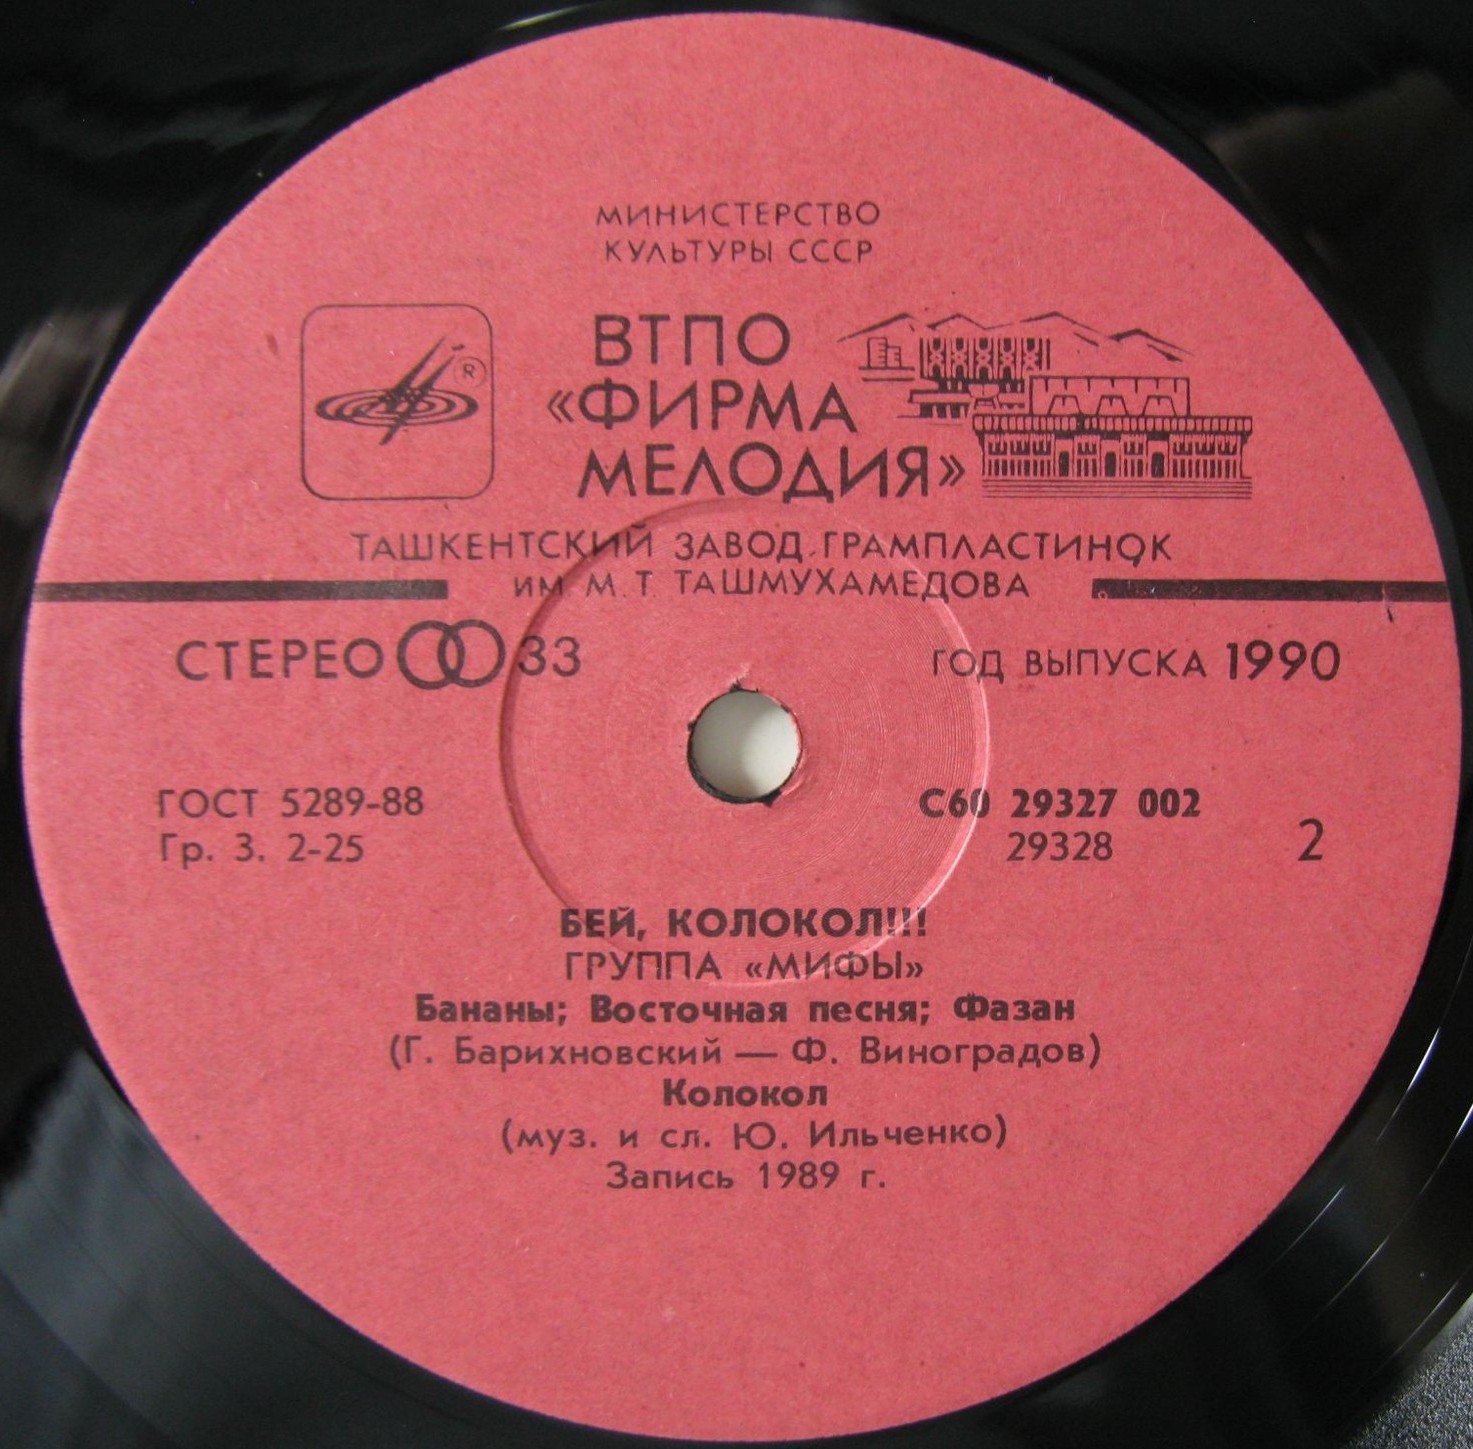 МИНИСТЕРСТВО
КУЛЬТУРЫ СССР
ВТПО
«ФИРМА
МЕЛОДИЯ»
®
ТАШКЕНТСКИЙ ЗАВОД ГРАМПЛАСТИНОК
ИМ. М. Т ТАШМУХАМЕДОВА
СТЕРЕО 33
ГОД ВЫПУСКА 1990
ГОСТ 5289-88
Гр. 3. 2-25
С60 29327 002
29328
2
БЕЙ, КОЛОКОЛ!!!
ГРУППА «МИФЫ»
Бананы; Восточная песня; Фазан
(Г. Барихновский — Ф. Виноградов)
Колокол
(муз. и сл. Ю. Ильченко)
Запись 1989 г.